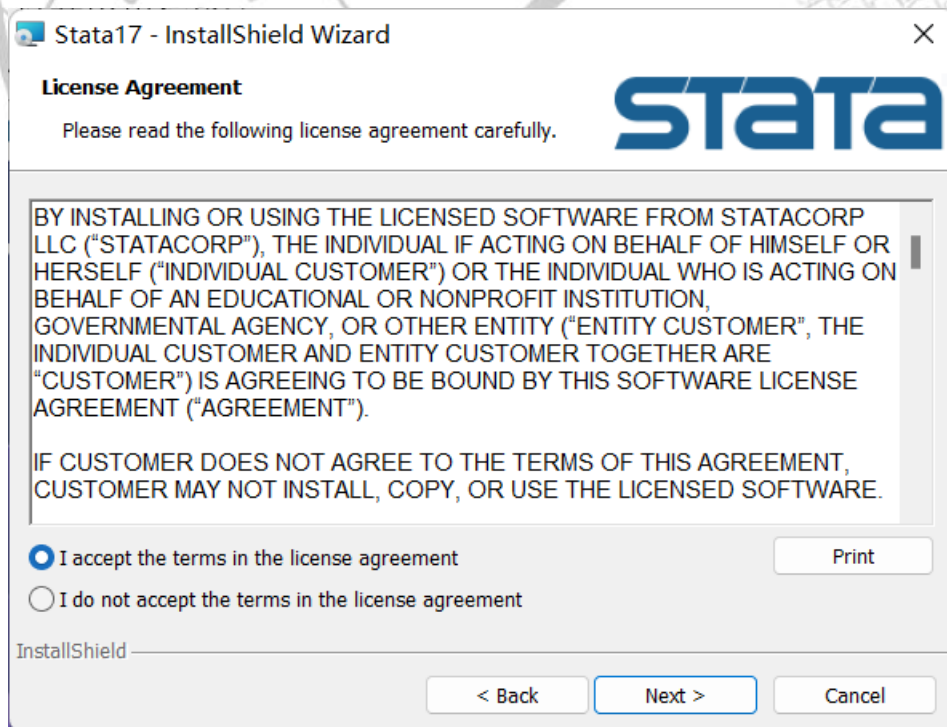 Stata17 - InstallShield Wizard
License Agreement
Please read the following license agreement carefully.
STATA
BY INSTALLING OR USING THE LICENSED SOFTWARE FROM STATACORP
LLC (“STATACORP”), THE INDIVIDUAL IF ACTING ON BEHALF OF HIMSELF OR
HERSELF (“INDIVIDUAL CUSTOMER”) OR THE INDIVIDUAL WHO IS ACTING ON
BEHALF OF AN EDUCATIONAL OR NONPROFIT INSTITUTION,
GOVERNMENTAL AGENCY, OR OTHER ENTITY (“ENTITY CUSTOMER”, THE
INDIVIDUAL CUSTOMER AND ENTITY CUSTOMER TOGETHER ARE
“CUSTOMER”) IS AGREEING TO BE BOUND BY THIS SOFTWARE LICENSE
AGREEMENT (“AGREEMENT”).
IF CUSTOMER DOES NOT AGREE TO THE TERMS OF THIS AGREEMENT,
CUSTOMER MAY NOT INSTALL, COPY, OR USE THE LICENSED SOFTWARE.
I accept the terms in the license agreement
Print
I do not accept the terms in the license agreement
InstallShield
< Back
Next >
Cancel